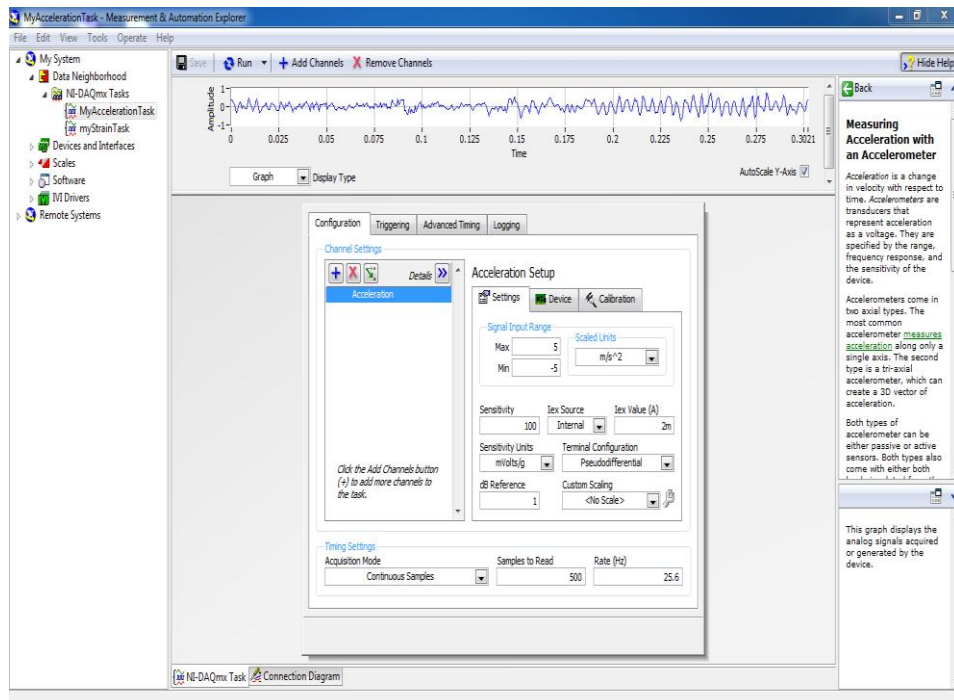 MyAccelerationTask - Measurement & Automation Explorer
File Edit View Tools Operate Help
My System
Data Neighborhood
NI-DAQmx Tasks
MyAccelerationTask
myStrainTask
Devices and Interfaces
Scales
Software
IVI Drivers
Remote Systems
Save Run Add Channels Remove Channels
Hide Help
Amplitude
1-
-1-
0 0.025 0.05 0.075 0.1 0.125 0.15 0.175 0.2 0.225 0.25 0.275 0.3021
Time
Graph Display Type
AutoScale Y-Axis
Configuration Triggering Advanced Timing Logging
Channel Settings
Details
Acceleration
Click the Add Channels button
(+) to add more channels to
the task.
Acceleration Setup
Settings Device Calibration
Signal Input Range
Max 5
Min -5
Scaled Units
m/s^2
Sensitivity Iex Source Iex Value (A)
100 Internal 2m
Sensitivity Units Terminal Configuration
mVolts/g Pseudodifferential
dB Reference Custom Scaling
1 <No Scale>
Timing Settings
Acquisition Mode Samples to Read Rate (Hz)
Continuous Samples 500 25.6
NI-DAQmx Task Connection Diagram
Back
Measuring
Acceleration with
an Accelerometer
Acceleration is a change
in velocity with respect to
time. Accelerometers are
transducers that
represent acceleration
as a voltage. They are
specified by the range,
frequency response, and
the sensitivity of the
device.
Accelerometers come in
two axial types. The
most common
accelerometer measures
acceleration along only a
single axis. The second
type is a tri-axial
accelerometer, which can
create a 3D vector of
acceleration.
Both types of
accelerometer can be
either passive or active
sensors. Both types also
come with either both
This graph displays the
analog signals acquired
or generated by the
device.